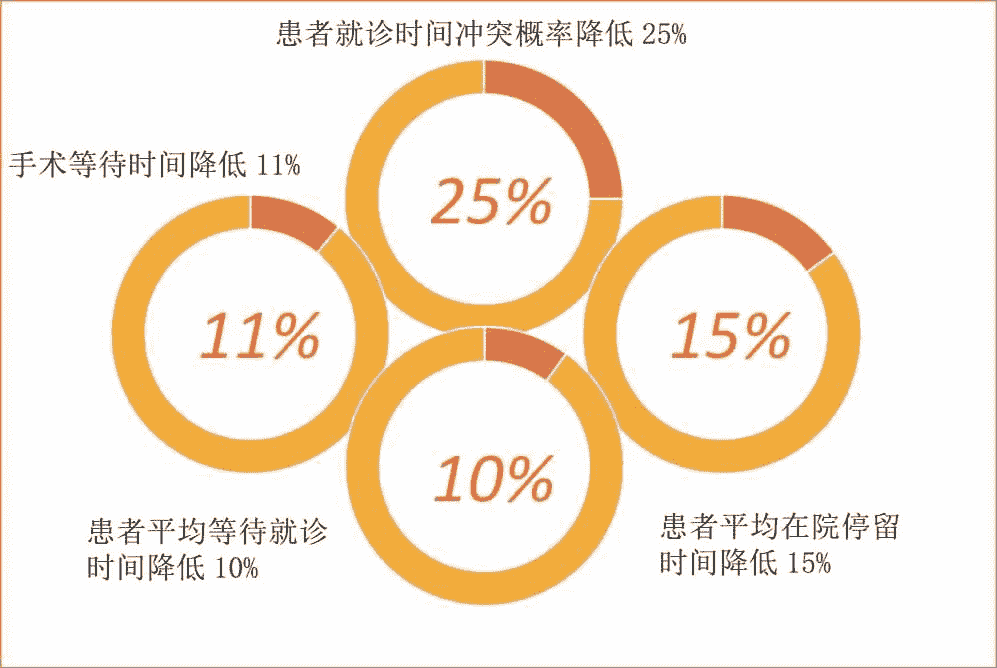 患者就诊时间冲突概率降低 25%
手术等待时间降低 11%
25%
11%
15%
10%
患者平均等待就诊
时间降低 10%
患者平均在院停留
时间降低 15%